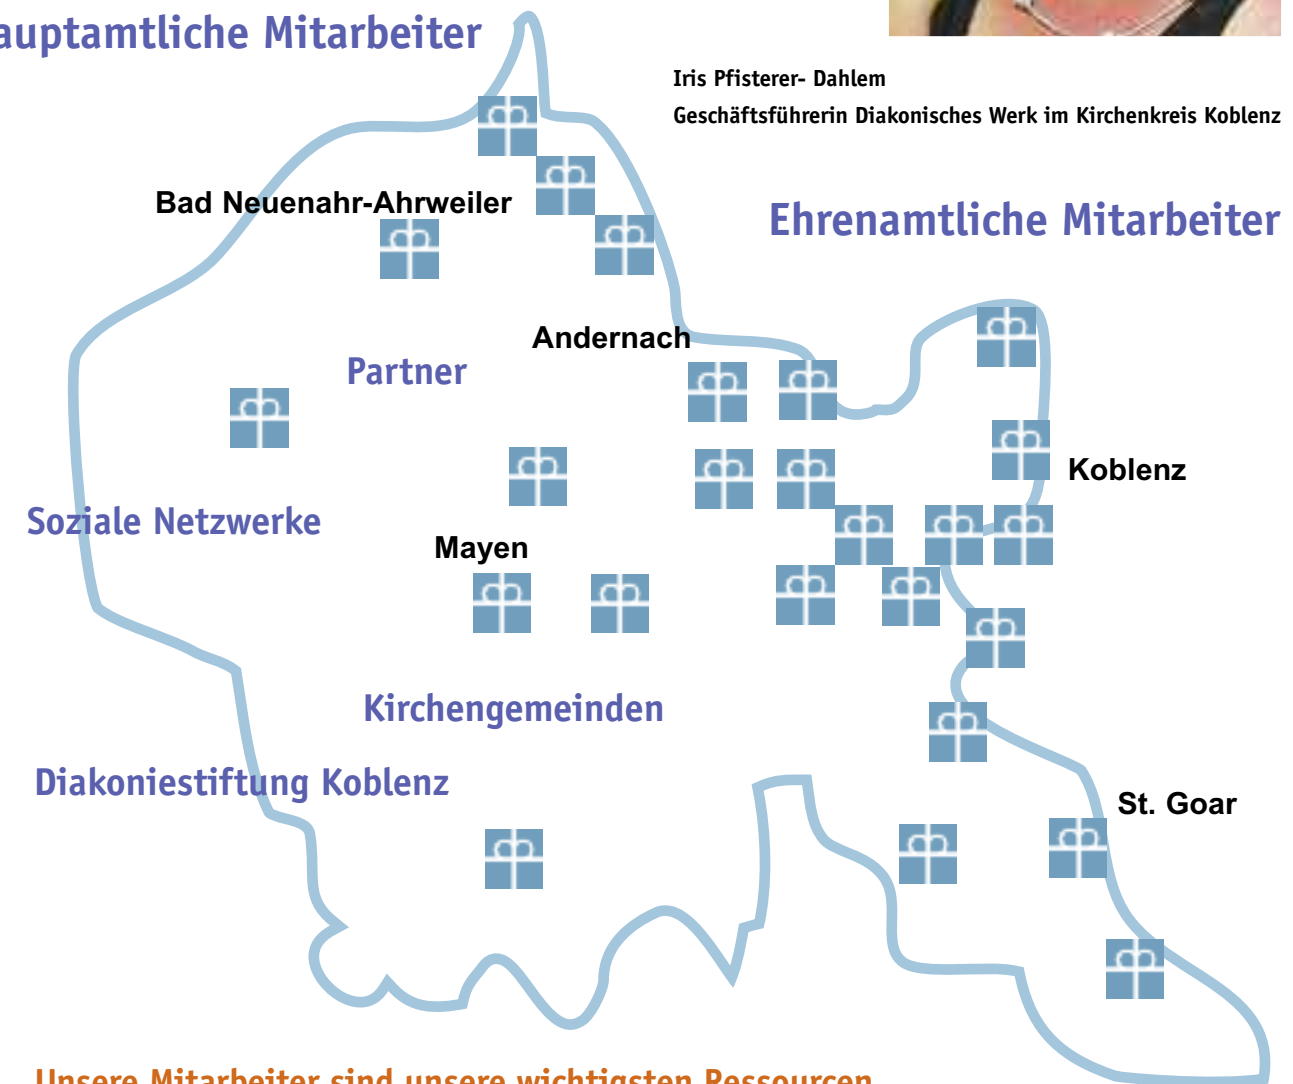 auptamtliche Mitarbeiter
Iris Pfisterer- Dahlem
Geschäftsführerin Diakonisches Werk im Kirchenkreis Koblenz
Bad Neuenahr-Ahrweiler
Ehrenamtliche Mitarbeiter
Andernach
Partner
Koblenz
Soziale Netzwerke
Mayen
Kirchengemeinden
Diakoniestiftung Koblenz
St. Goar
Unsere Mitarbeiter sind unsere wichtigsten Ressourcen